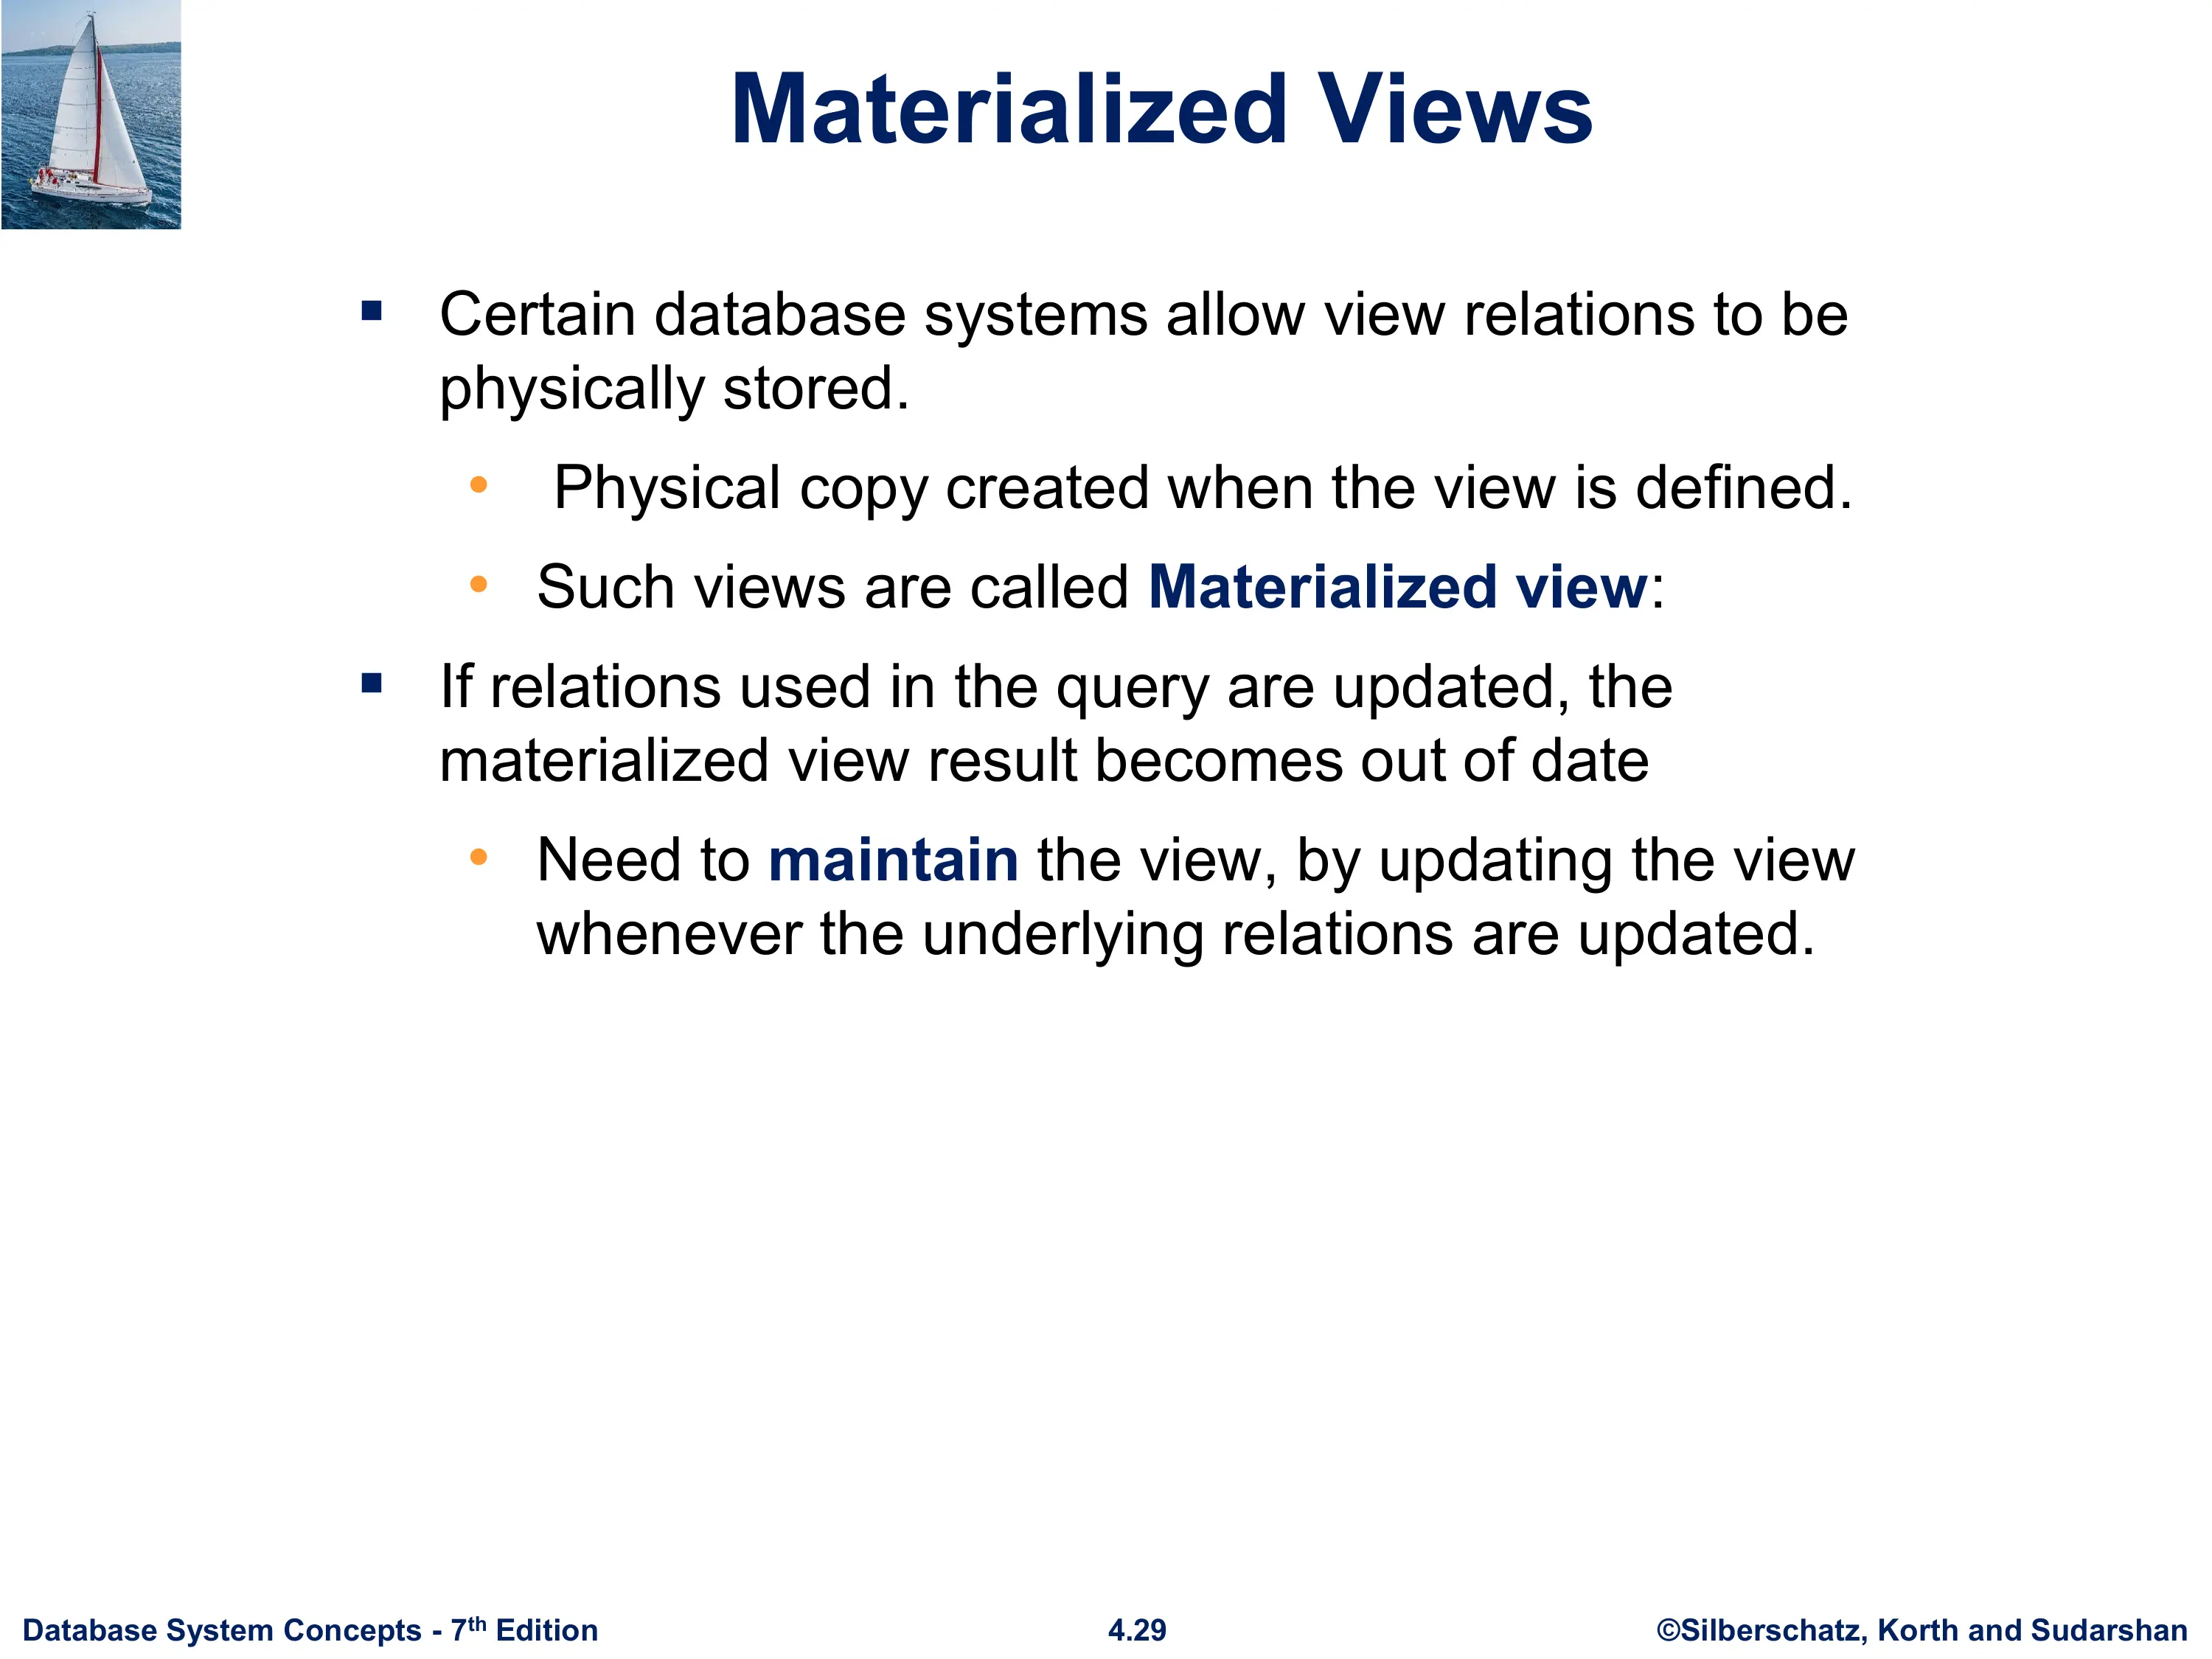 Materialized Views
▪ Certain database systems allow view relations to be
physically stored.
• Physical copy created when the view is defined.
• Such views are called Materialized view:
▪ If relations used in the query are updated, the
materialized view result becomes out of date
• Need to maintain the view, by updating the view
whenever the underlying relations are updated.
Database System Concepts - 7th Edition
4.29
©Silberschatz, Korth and Sudarshan